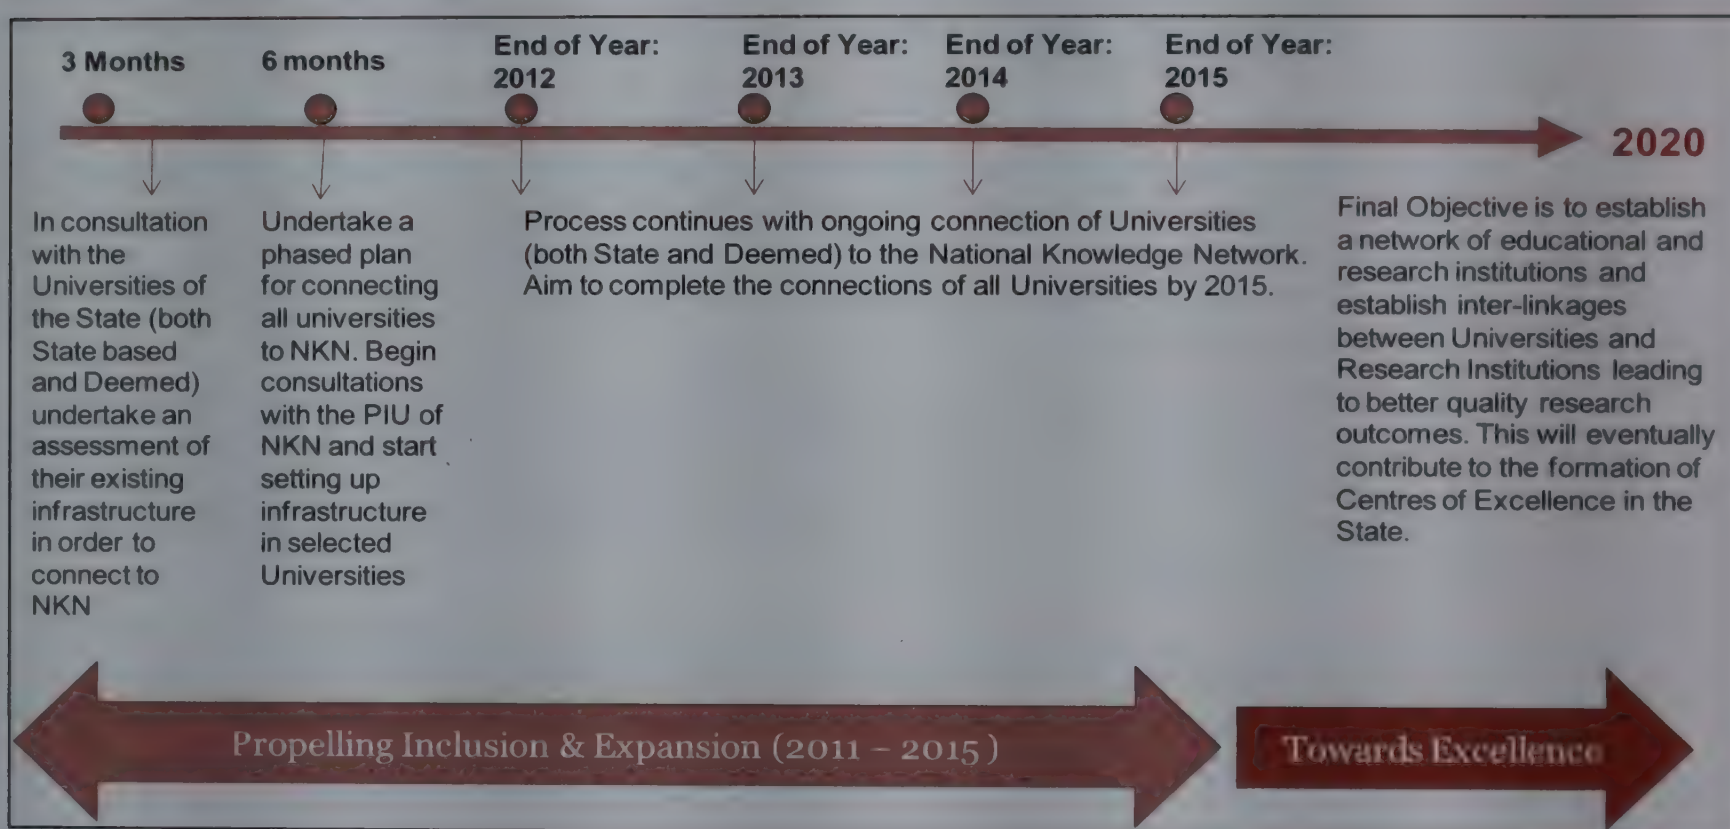 3 Months
6 months
End of Year:
2012
End of Year:
2013
End of Year:
2014
End of Year:
2015
2020
In consultation
with the
Universities of
the State (both
State based
and Deemed)
undertake an
assessment of
their existing
infrastructure
in order to
connect to
NKN
Undertake a
phased plan
for connecting
all universities
to NKN. Begin
consultations
with the PIU of
NKN and start
setting up
infrastructure
in selected
Universities
Process continues with ongoing connection of Universities
(both State and Deemed) to the National Knowledge Network.
Aim to complete the connections of all Universities by 2015.
Final Objective is to establish
a network of educational and
research institutions and
establish inter-linkages
between Universities and
Research Institutions leading
to better quality research
outcomes. This will eventually
contribute to the formation of
Centres of Excellence in the
State.
Propelling Inclusion & Expansion (2011 – 2015 )
Towards Excellence